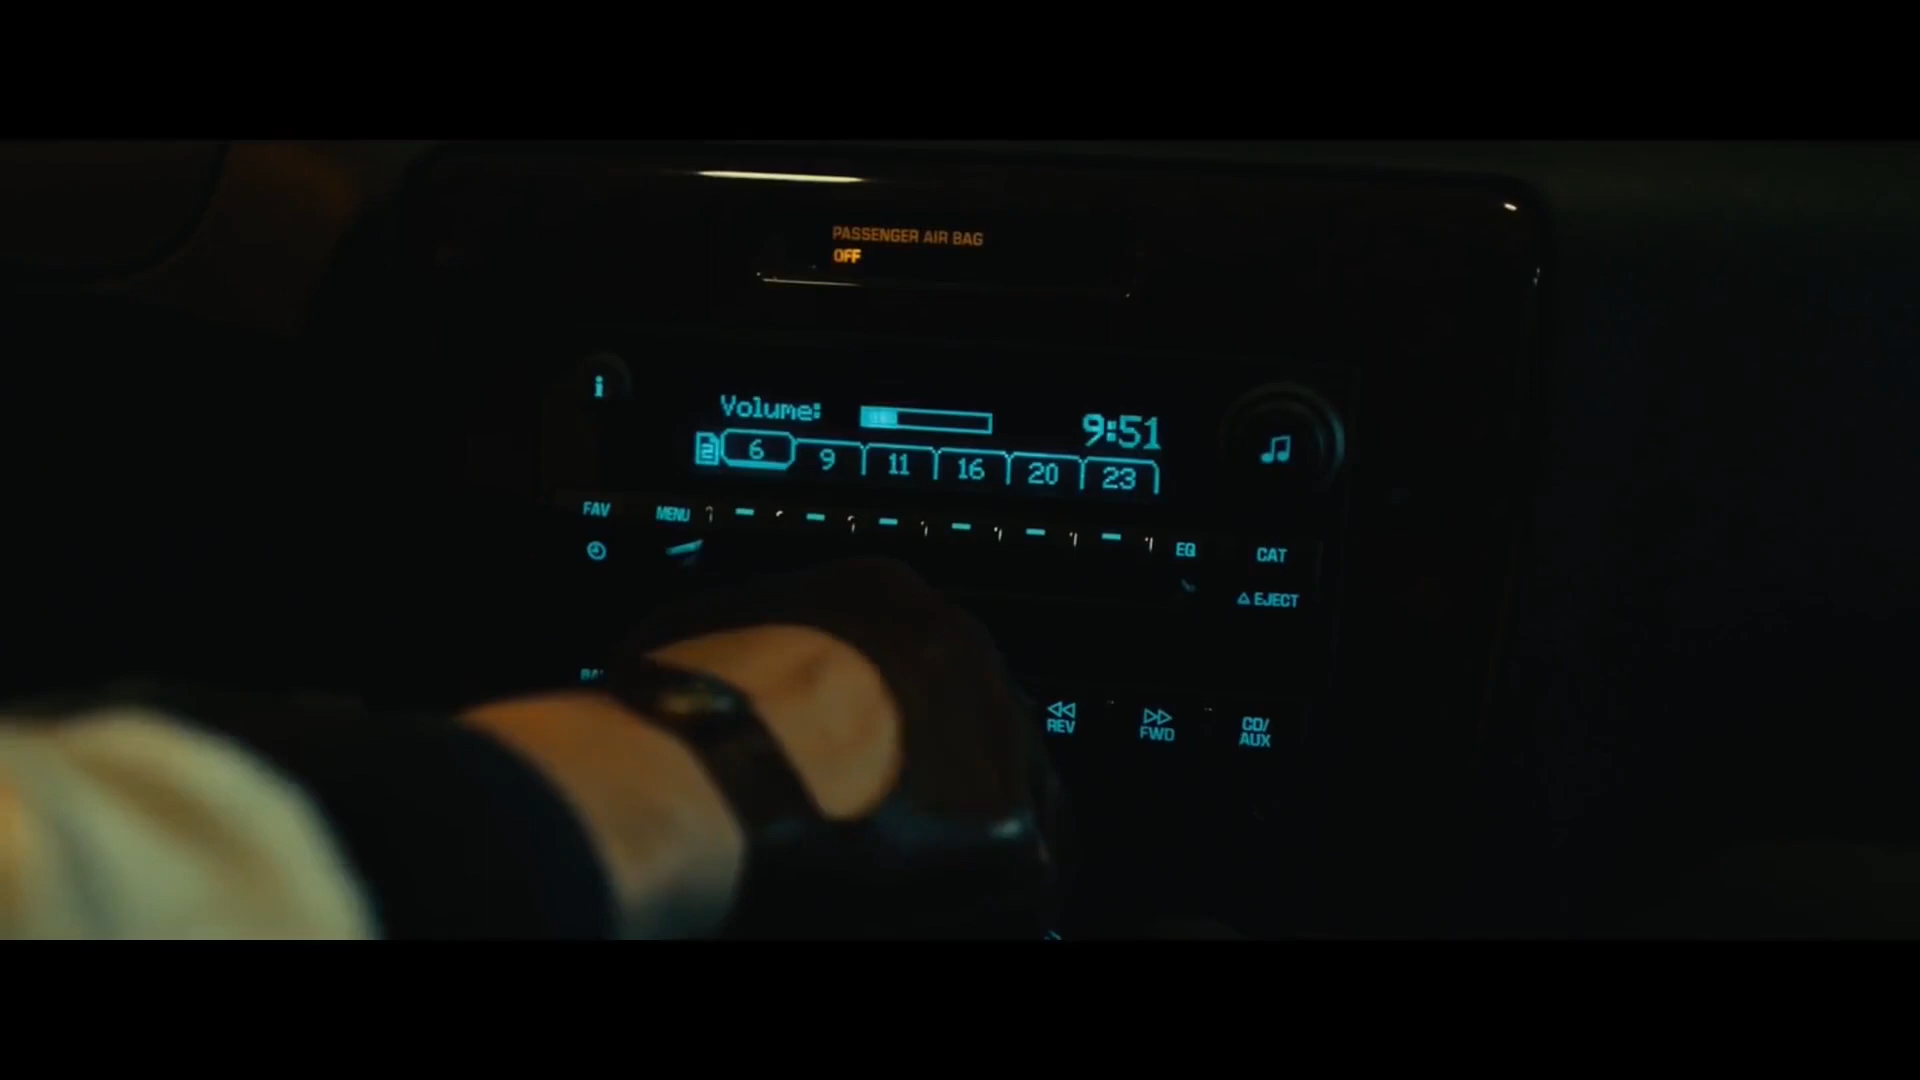 PASSENGER AIR BAG
OFF
i
Volume: 9:51
2 6 9 11 16 20 23
FAV MENU EQ CAT
EJECT
REV FWD CD/
AUX